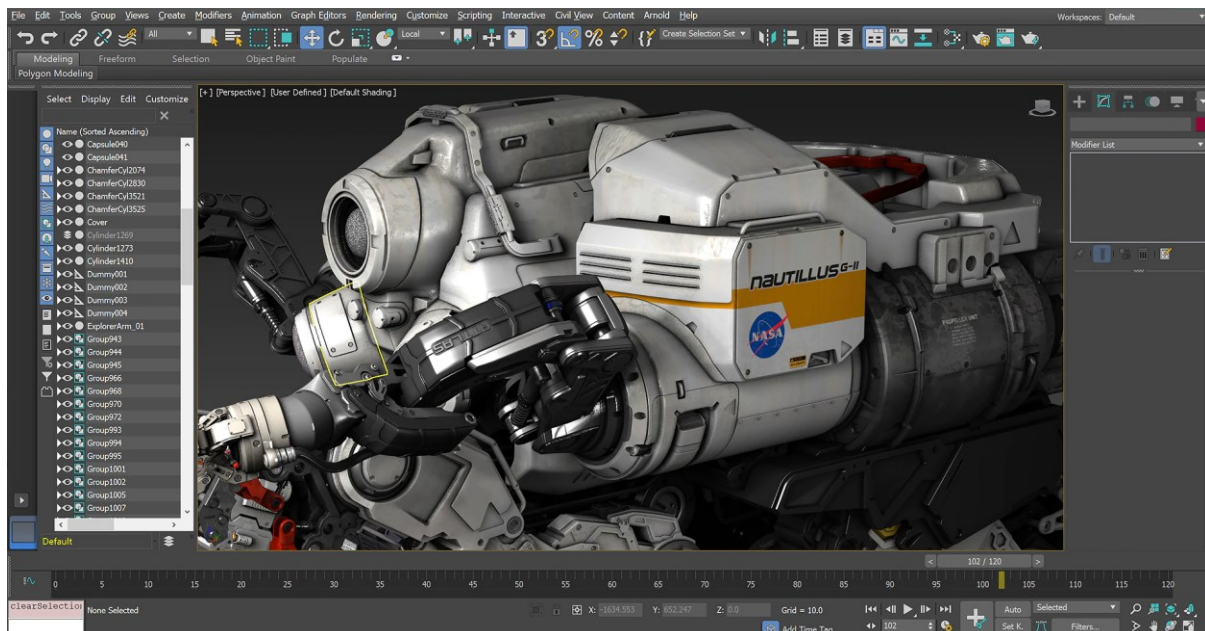 File Edit Tools Group Views Create Modifiers Animation Graph Editors Rendering Customize Scripting Interactive Civil View Content Arnold Help
Workspaces: Default
All
Local
Create Selection Set
Modeling Freeform Selection Object Paint Populate
Polygon Modeling
Select Display Edit Customize
[+] [Perspective] [User Defined] [Default Shading]
Name (Sorted Ascending)
Capsule040
Capsule041
ChamferCyl2074
ChamferCyl2830
ChamferCyl3521
ChamferCyl3525
Cover
Cylinder1269
Cylinder1273
Cylinder1410
Dummy001
Dummy002
Dummy003
Dummy004
ExplorerArm_01
Group943
Group944
Group945
Group966
Group968
Group970
Group972
Group993
Group994
Group995
Group1001
Group1002
Group1005
Group1007
Default
Modifier List
NAUTILLUS G-II
NASA
PROPELLER UNIT
102 / 120
0 5 10 15 20 25 30 35 40 45 50 55 60 65 70 75 80 85 90 95 100 105 110 115 120
clearSelection
None Selected
X: -1634.553 Y: 652.247 Z: 0.0 Grid = 10.0
Auto Selected
Add Time Tag
102
Set K. Filters...